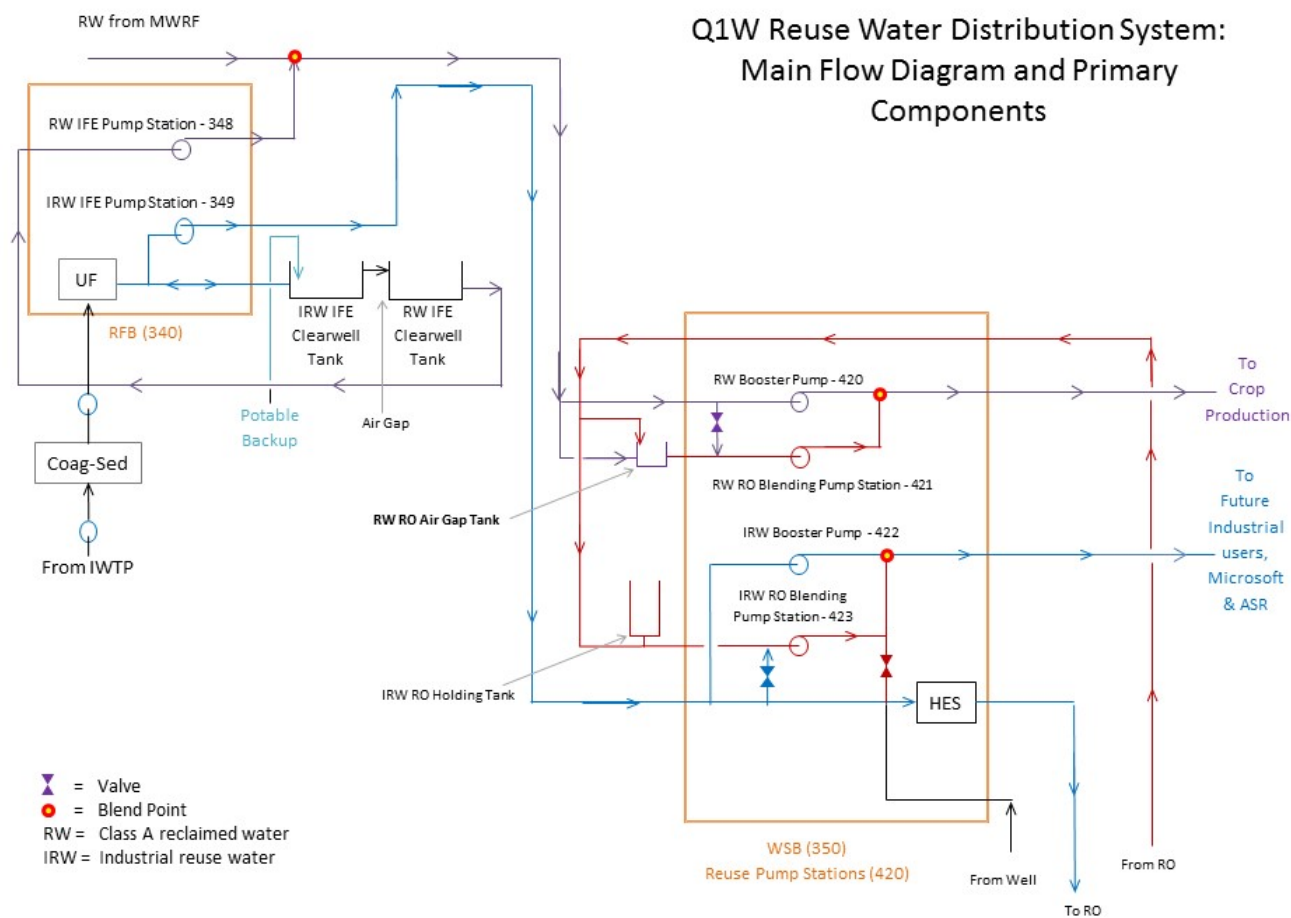 RW from MWRF
Q1W Reuse Water Distribution System:
Main Flow Diagram and Primary
Components
RW IFE Pump Station - 348
IRW IFE Pump Station - 349
UF
RFB (340)
IRW IFE
Clearwell
Tank
RW IFE
Clearwell
Tank
Potable
Backup
Air Gap
Coag-Sed
From IWTP
RW Booster Pump - 420
To
Crop
Production
RW RO Blending Pump Station - 421
RW RO Air Gap Tank
IRW Booster Pump - 422
To
Future
Industrial
users,
Microsoft
& ASR
IRW RO Blending
Pump Station - 423
IRW RO Holding Tank
HES
= Valve
= Blend Point
RW = Class A reclaimed water
IRW = Industrial reuse water
WSB (350)
Reuse Pump Stations (420)
From Well
From RO
To RO